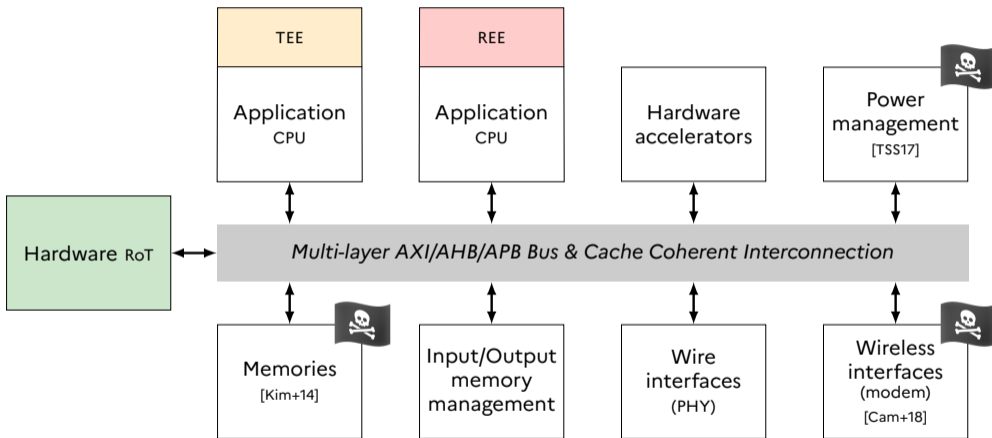 TEE
REE
Application
CPU
Application
CPU
Hardware
accelerators
Power
management
[TSS17]
Hardware RoT
Multi-layer AXI/AHB/APB Bus & Cache Coherent Interconnection
Memories
[Kim+14]
Input/Output
memory
management
Wire
interfaces
(PHY)
Wireless
interfaces
(modem)
[Cam+18]